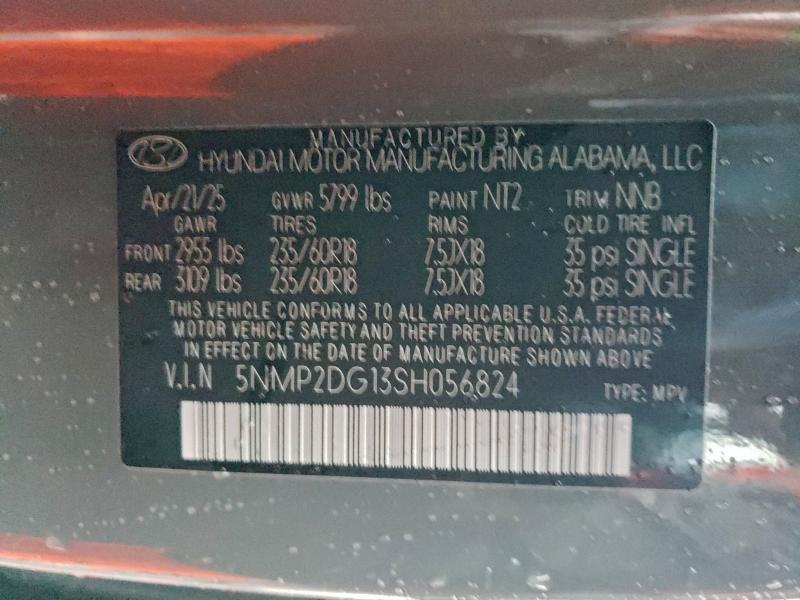 MANUFACTURED BY
HYUNDAI MOTOR MANUFACTURING ALABAMA, LLC
Apr/21/25 GVWR 5799 lbs PAINT NT2 TRIM NNB
GAWR TIRES RIMS COLD TIRE INFL
FRONT 2955 lbs 235/60R18 7.5JX18 35 psi SINGLE
REAR 3109 lbs 235/60R18 7.5JX18 35 psi SINGLE
THIS VEHICLE CONFORMS TO ALL APPLICABLE U.S.A. FEDERAL
MOTOR VEHICLE SAFETY AND THEFT PREVENTION STANDARDS
IN EFFECT ON THE DATE OF MANUFACTURE SHOWN ABOVE
V.I.N 5NMP2DG13SH056824 TYPE: MPV